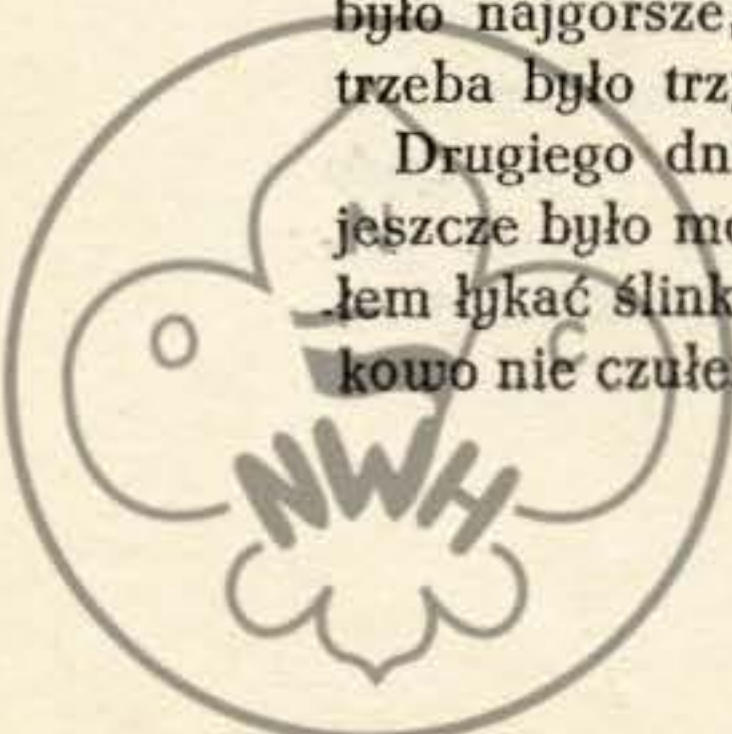 było najgorsze,
trzeba było trz
Drugiego dn
jeszcze było m
łem łykać ślink
kowo nie czułe
O N C
NWH